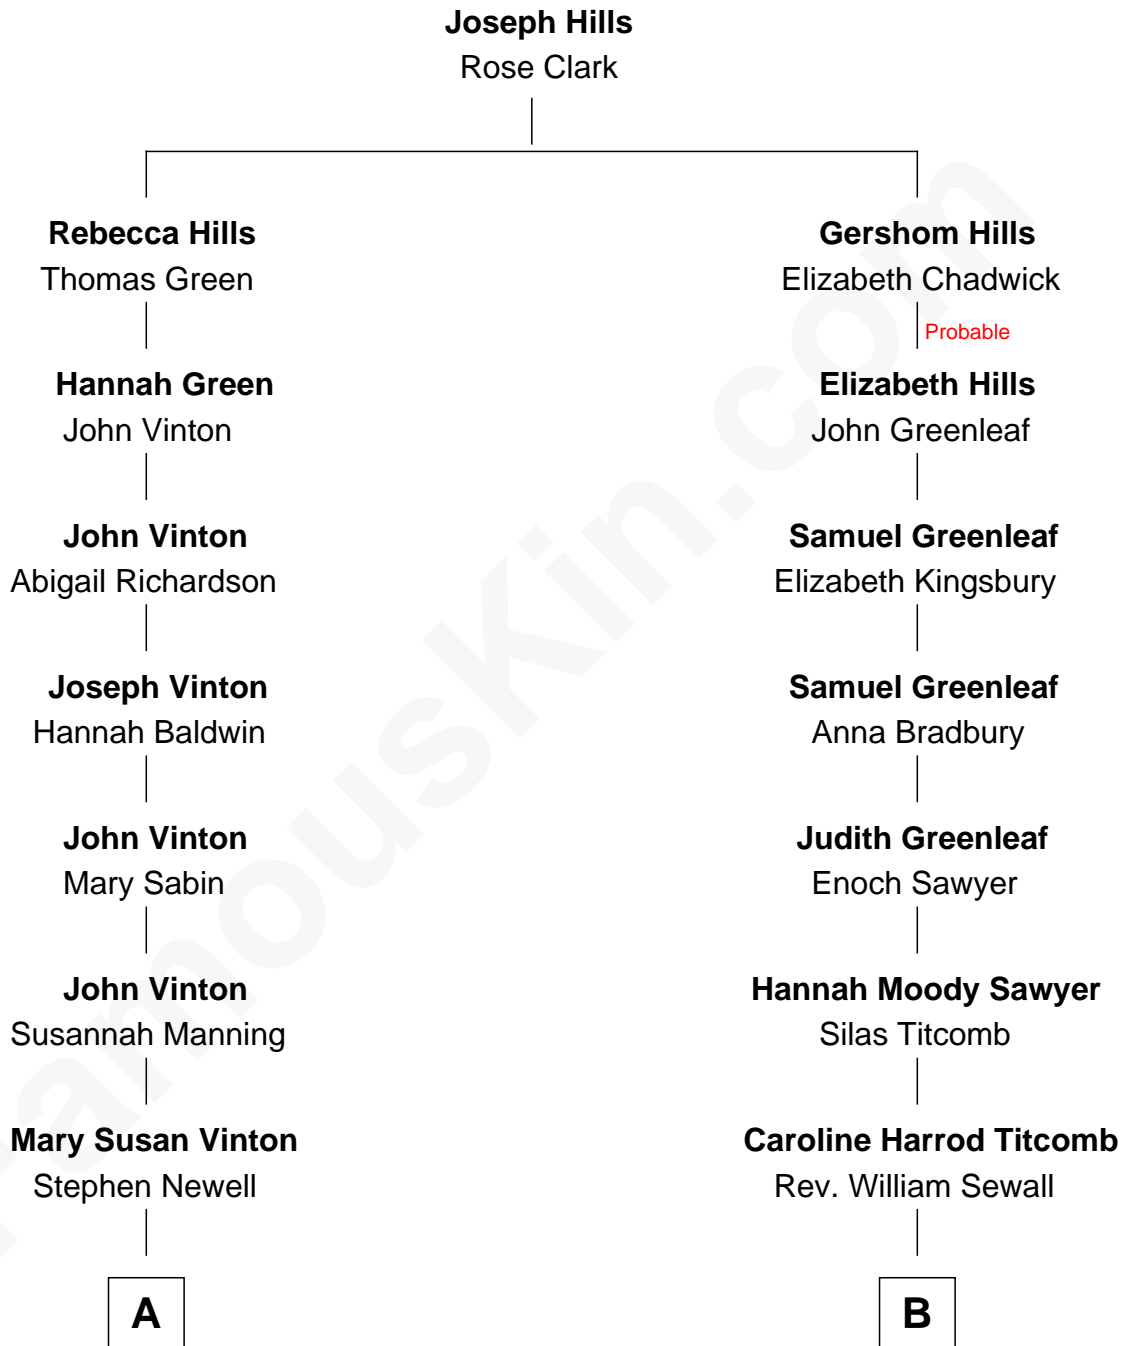 Joseph Hills
Rose Clark
Rebecca Hills
Thomas Green
Gershom Hills
Elizabeth Chadwick
Probable
Hannah Green
John Vinton
Elizabeth Hills
John Greenleaf
John Vinton
Abigail Richardson
Samuel Greenleaf
Elizabeth Kingsbury
Joseph Vinton
Hannah Baldwin
Samuel Greenleaf
Anna Bradbury
John Vinton
Mary Sabin
Judith Greenleaf
Enoch Sawyer
John Vinton
Susannah Manning
Hannah Moody Sawyer
Silas Titcomb
Mary Susan Vinton
Stephen Newell
Caroline Harrod Titcomb
Rev. William Sewall
A
B
FamousKin.com